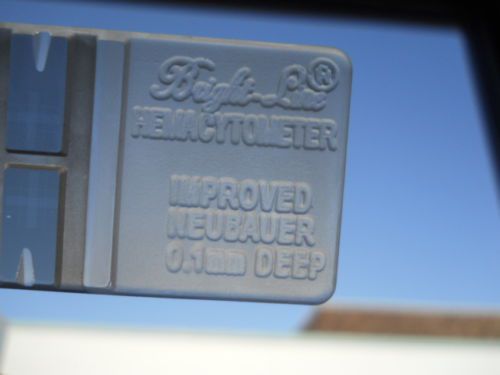 Bright-Line®
HEMACYTOMETER
IMPROVED
NEUBAUER
0.1mm DEEP